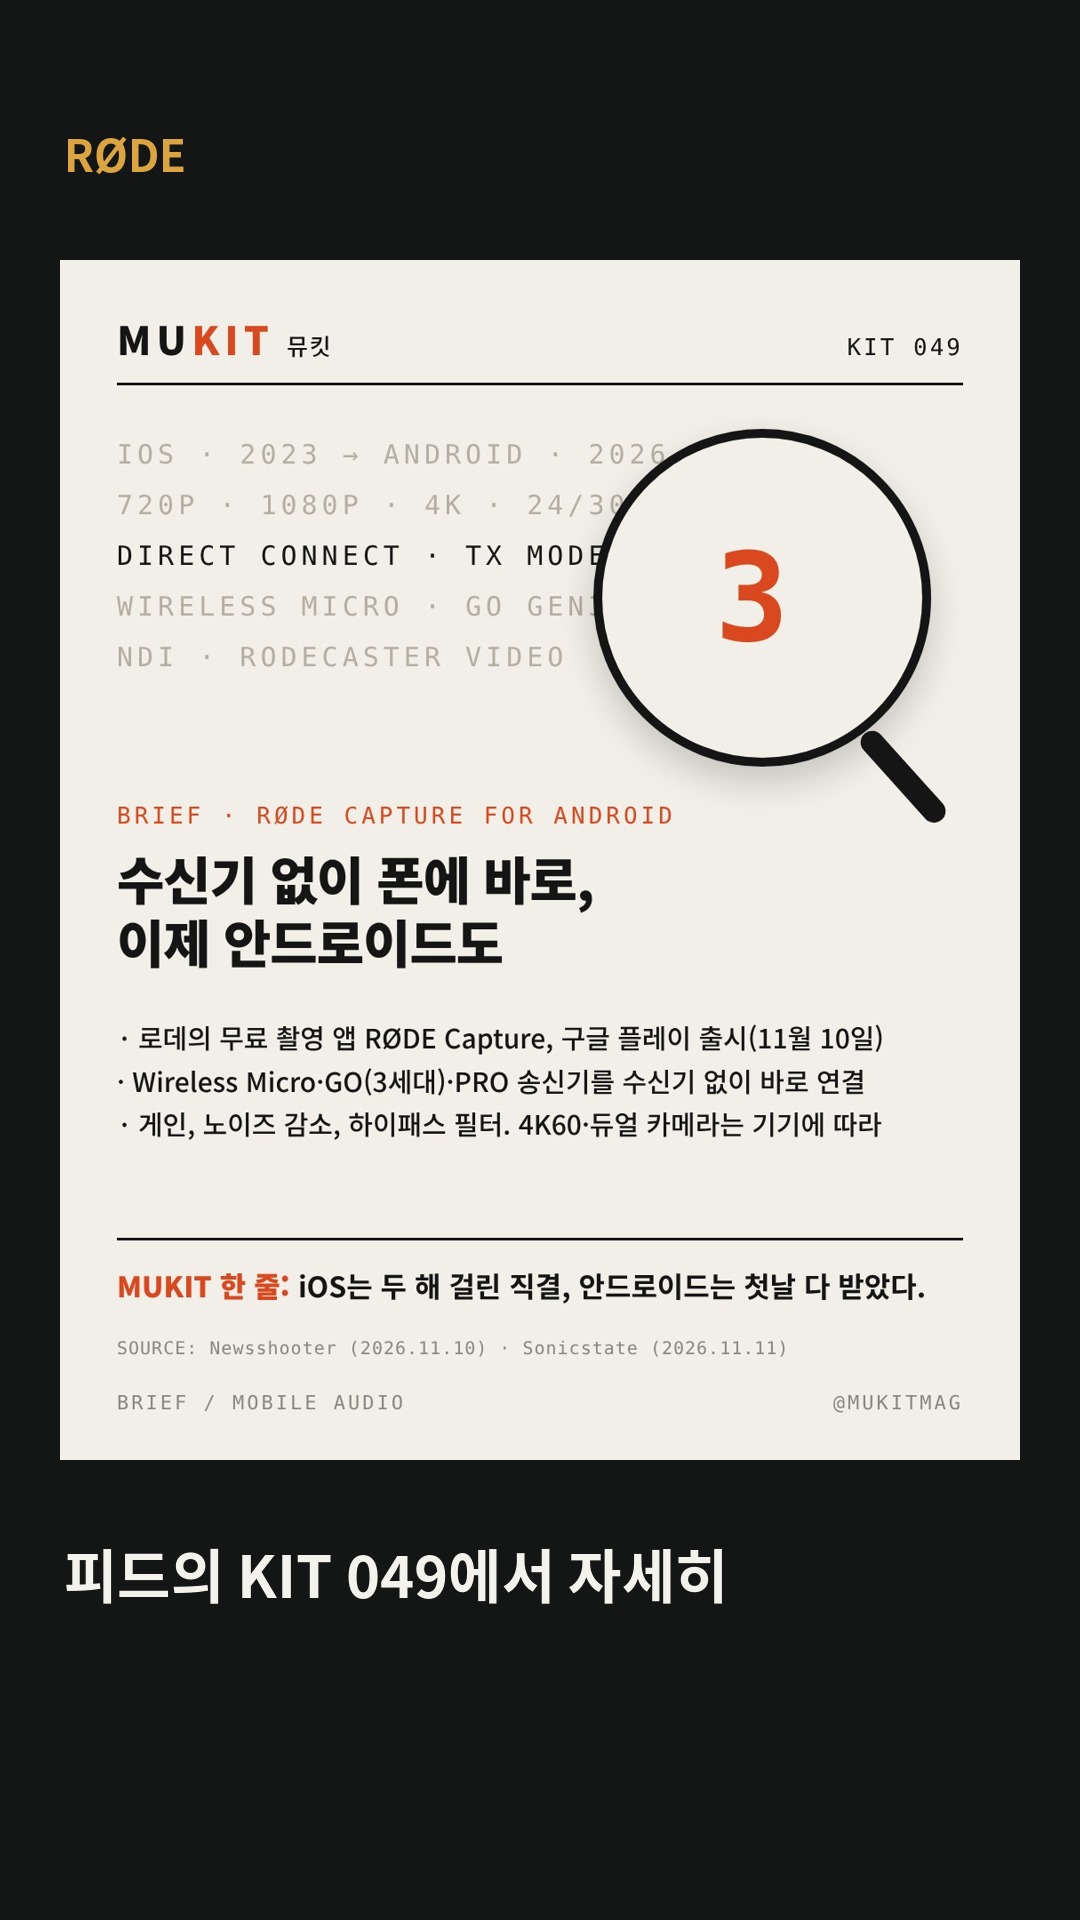 RØDE
MUKIT 뮤킷
KIT 049
IOS · 2023 → ANDROID · 2026
720P · 1080P · 4K · 24/30
DIRECT CONNECT · TX MODE
WIRELESS MICRO · GO GEN3
NDI · RODECASTER VIDEO
3
BRIEF · RØDE CAPTURE FOR ANDROID
수신기 없이 폰에 바로,
이제 안드로이드도
· 로데의 무료 촬영 앱 RØDE Capture, 구글 플레이 출시(11월 10일)
· Wireless Micro·GO(3세대)·PRO 송신기를 수신기 없이 바로 연결
· 게인, 노이즈 감소, 하이패스 필터. 4K60·듀얼 카메라는 기기에 따라
MUKIT 한 줄: iOS는 두 해 걸린 직결, 안드로이드는 첫날 다 받았다.
SOURCE: Newsshooter (2026.11.10) · Sonicstate (2026.11.11)
BRIEF / MOBILE AUDIO
@MUKITMAG
피드의 KIT 049에서 자세히